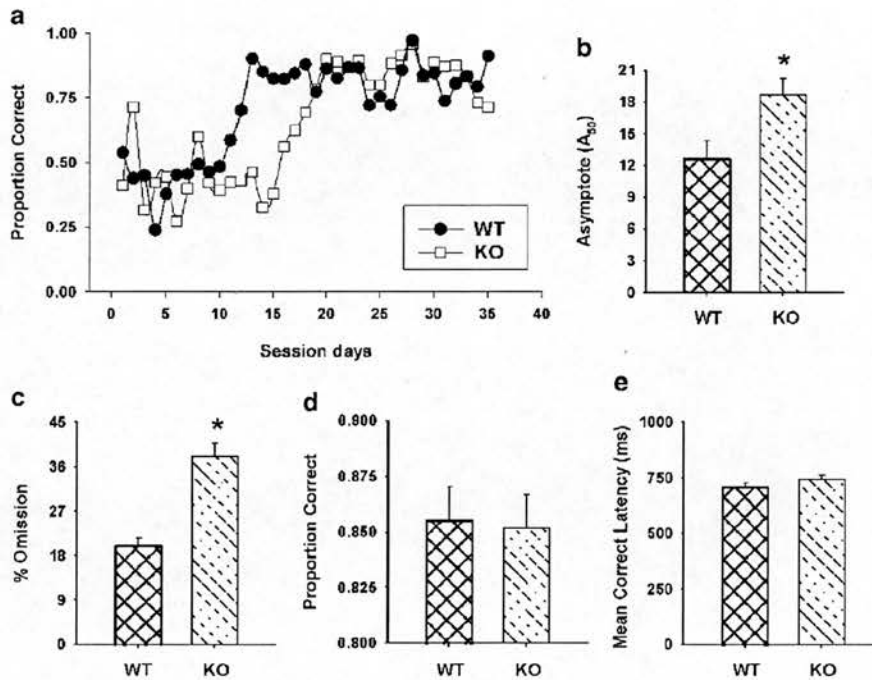 a
1.00
0.75
0.50
0.25
0.00
Proportion Correct
0 5 10 15 20 25 30 35 40
Session days
WT
KO
b
*
21
18
15
12
9
6
3
0
Asymptote (A50)
WT KO
c
*
45
36
27
18
9
0
% Omission
WT KO
d
0.900
0.875
0.850
0.825
0.800
Proportion Correct
WT KO
e
1000
750
500
250
0
Mean Correct Latency (ms)
WT KO